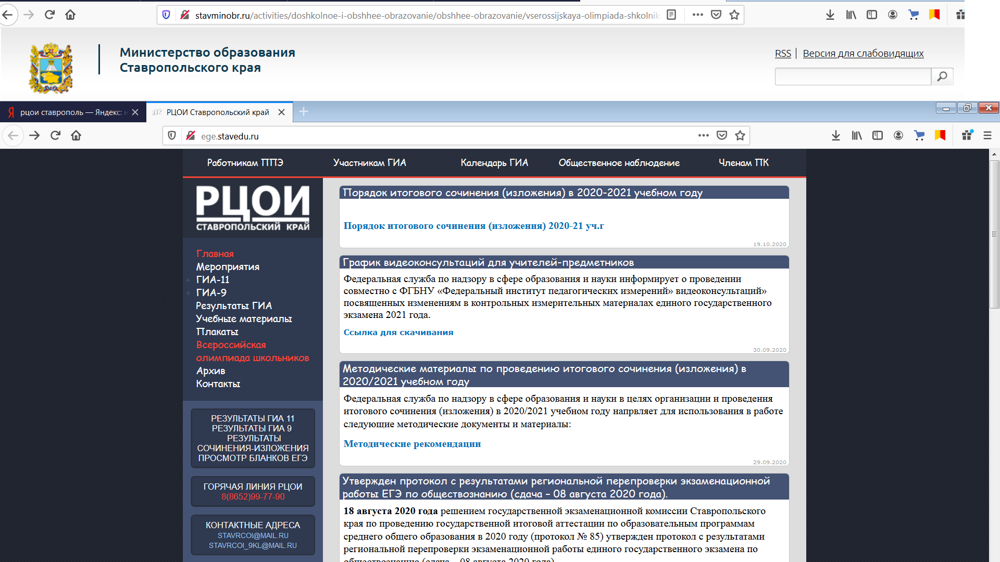 stavminobr.ru/activities/doshkolnoe-i-obshhee-obrazovanie/obshhee-obrazovanie/vserossijskaya-olimpiada-shkolnik
Министерство образования
Ставропольского края
RSS | Версия для слабовидящих
рцои ставрополь — Яндекс: н
РЦОИ Ставропольский край
ege.stavedu.ru
Работникам ППЭ
Участникам ГИА
Календарь ГИА
Общественное наблюдение
Членам ПК
РЦОИ
СТАВРОПОЛЬСКИЙ КРАЙ
Главная
Мероприятия
+ ГИА-11
+ ГИА-9
Результаты ГИА
Учебные материалы
Плакаты
Всероссийская
олимпиада школьников
Архив
Контакты
РЕЗУЛЬТАТЫ ГИА 11
РЕЗУЛЬТАТЫ ГИА 9
РЕЗУЛЬТАТЫ
СОЧИНЕНИЯ-ИЗЛОЖЕНИЯ
ПРОСМОТР БЛАНКОВ ЕГЭ
ГОРЯЧАЯ ЛИНИЯ РЦОИ
8(8652)99-77-90
КОНТАКТНЫЕ АДРЕСА
STAVRCOI@MAIL.RU
STAVRCOI_9KL@MAIL.RU
Порядок итогового сочинения (изложения) в 2020-2021 учебном году
Порядок итогового сочинения (изложения) 2020-21 уч.г
19.10.2020
График видеоконсультаций для учителей-предметников
Федеральная служба по надзору в сфере образования и науки информирует о проведении
совместно с ФГБНУ «Федеральный институт педагогических измерений» видеоконсультаций»
посвященных изменениям в контрольных измерительных материалах единого государственного
экзамена 2021 года.
Ссылка для скачивания
30.09.2020
Методические материалы по проведению итогового сочинения (изложения) в
2020/2021 учебном году
Федеральная служба по надзору в сфере образования и науки в целях организации и проведения
итогового сочинения (изложения) в 2020/2021 учебном году напрвляет для использования в работе
следующие методические документы и материалы:
Методические рекомендации
29.09.2020
Утвержден протокол с результатами региональной перепроверки экзаменационной
работы ЕГЭ по обществознанию (сдача – 08 августа 2020 года).
18 августа 2020 года решением государственной экзаменационной комиссии Ставропольского
края по проведению государственной итоговой аттестации по образовательным программам
среднего общего образования в 2020 году (протокол № 85) утвержден протокол с результатами
региональной перепроверки экзаменационной работы единого государственного экзамена по
обществознанию (сдача – 08 августа 2020 года)